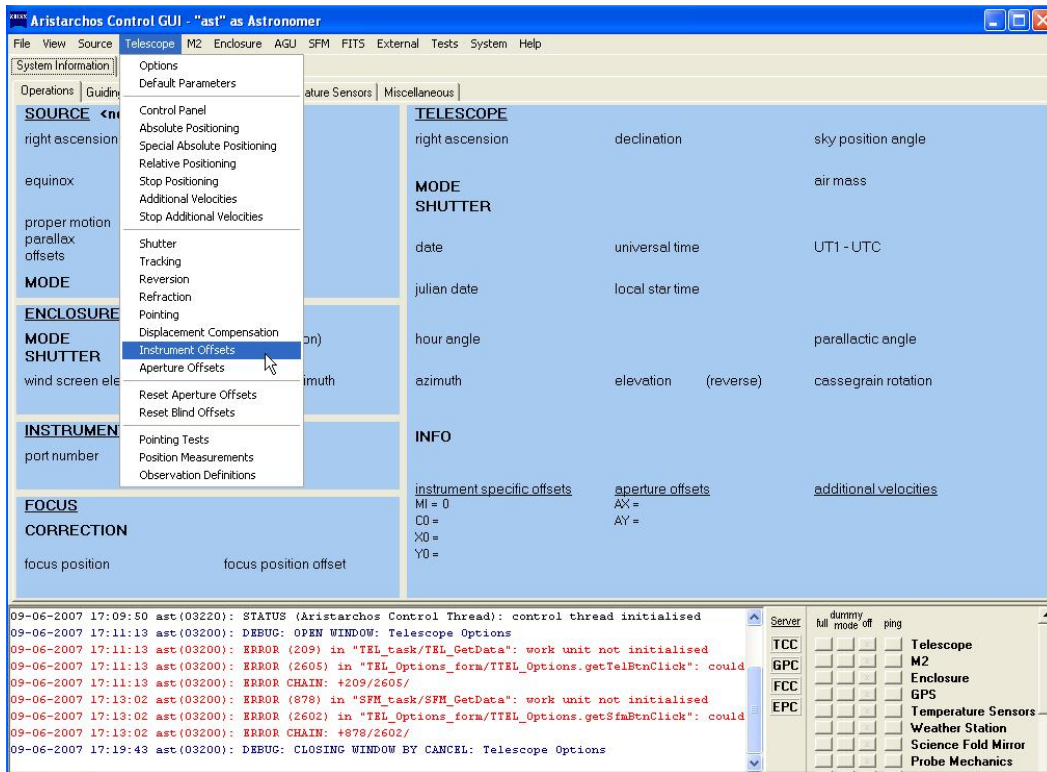 Aristarchos Control GUI - "ast" as Astronomer
File View Source Telescope M2 Enclosure AGU SFM FITS External Tests System Help
System Information
Operations Guiding ature Sensors Miscellaneous
Options
Default Parameters
Control Panel
Absolute Positioning
Special Absolute Positioning
Relative Positioning
Stop Positioning
Additional Velocities
Stop Additional Velocities
Shutter
Tracking
Reversion
Refraction
Pointing
Displacement Compensation
Instrument Offsets
Aperture Offsets
Reset Aperture Offsets
Reset Blind Offsets
Pointing Tests
Position Measurements
Observation Definitions
SOURCE
right ascension
equinox
proper motion
parallax
offsets
MODE
ENCLOSURE
MODE on)
SHUTTER
wind screen ele imuth
INSTRUMEN
port number
FOCUS
CORRECTION
focus position focus position offset
TELESCOPE
right ascension declination sky position angle
MODE air mass
SHUTTER
date universal time UT1 - UTC
julian date local star time
hour angle parallactic angle
azimuth elevation (reverse) cassegrain rotation
INFO
instrument specific offsets aperture offsets additional velocities
MI = 0 AX =
C0 = AY =
X0 =
Y0 =
09-06-2007 17:09:50 ast(03220): STATUS (Aristarchos Control Thread): control thread initialised
09-06-2007 17:11:13 ast(03200): DEBUG: OPEN WINDOW: Telescope Options
09-06-2007 17:11:13 ast(03200): ERROR (209) in "TEL_task/TEL_GetData": work unit not initialised
09-06-2007 17:11:13 ast(03200): ERROR (2605) in "TEL_Options_form/TTEL_Options.getTelBtnClick": could
09-06-2007 17:11:13 ast(03200): ERROR CHAIN: +209/2605/
09-06-2007 17:13:02 ast(03200): ERROR (878) in "SFM_task/SFM_GetData": work unit not initialised
09-06-2007 17:13:02 ast(03200): ERROR (2602) in "TEL_Options_form/TTEL_Options.getSfmBtnClick": could
09-06-2007 17:13:02 ast(03200): ERROR CHAIN: +878/2602/
09-06-2007 17:19:43 ast(03200): DEBUG: CLOSING WINDOW BY CANCEL: Telescope Options
Server
TCC
GPC
FCC
EPC
full dummy mode off ping
Telescope
M2
Enclosure
GPS
Temperature Sensors
Weather Station
Science Fold Mirror
Probe Mechanics